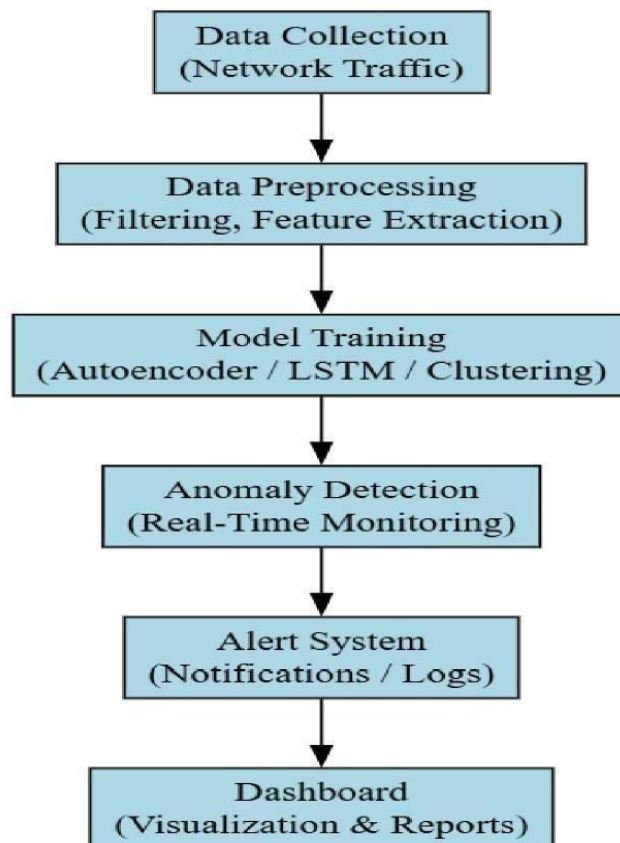 Data Collection
(Network Traffic)
Data Preprocessing
(Filtering, Feature Extraction)
Model Training
(Autoencoder / LSTM / Clustering)
Anomaly Detection
(Real-Time Monitoring)
Alert System
(Notifications / Logs)
Dashboard
(Visualization & Reports)